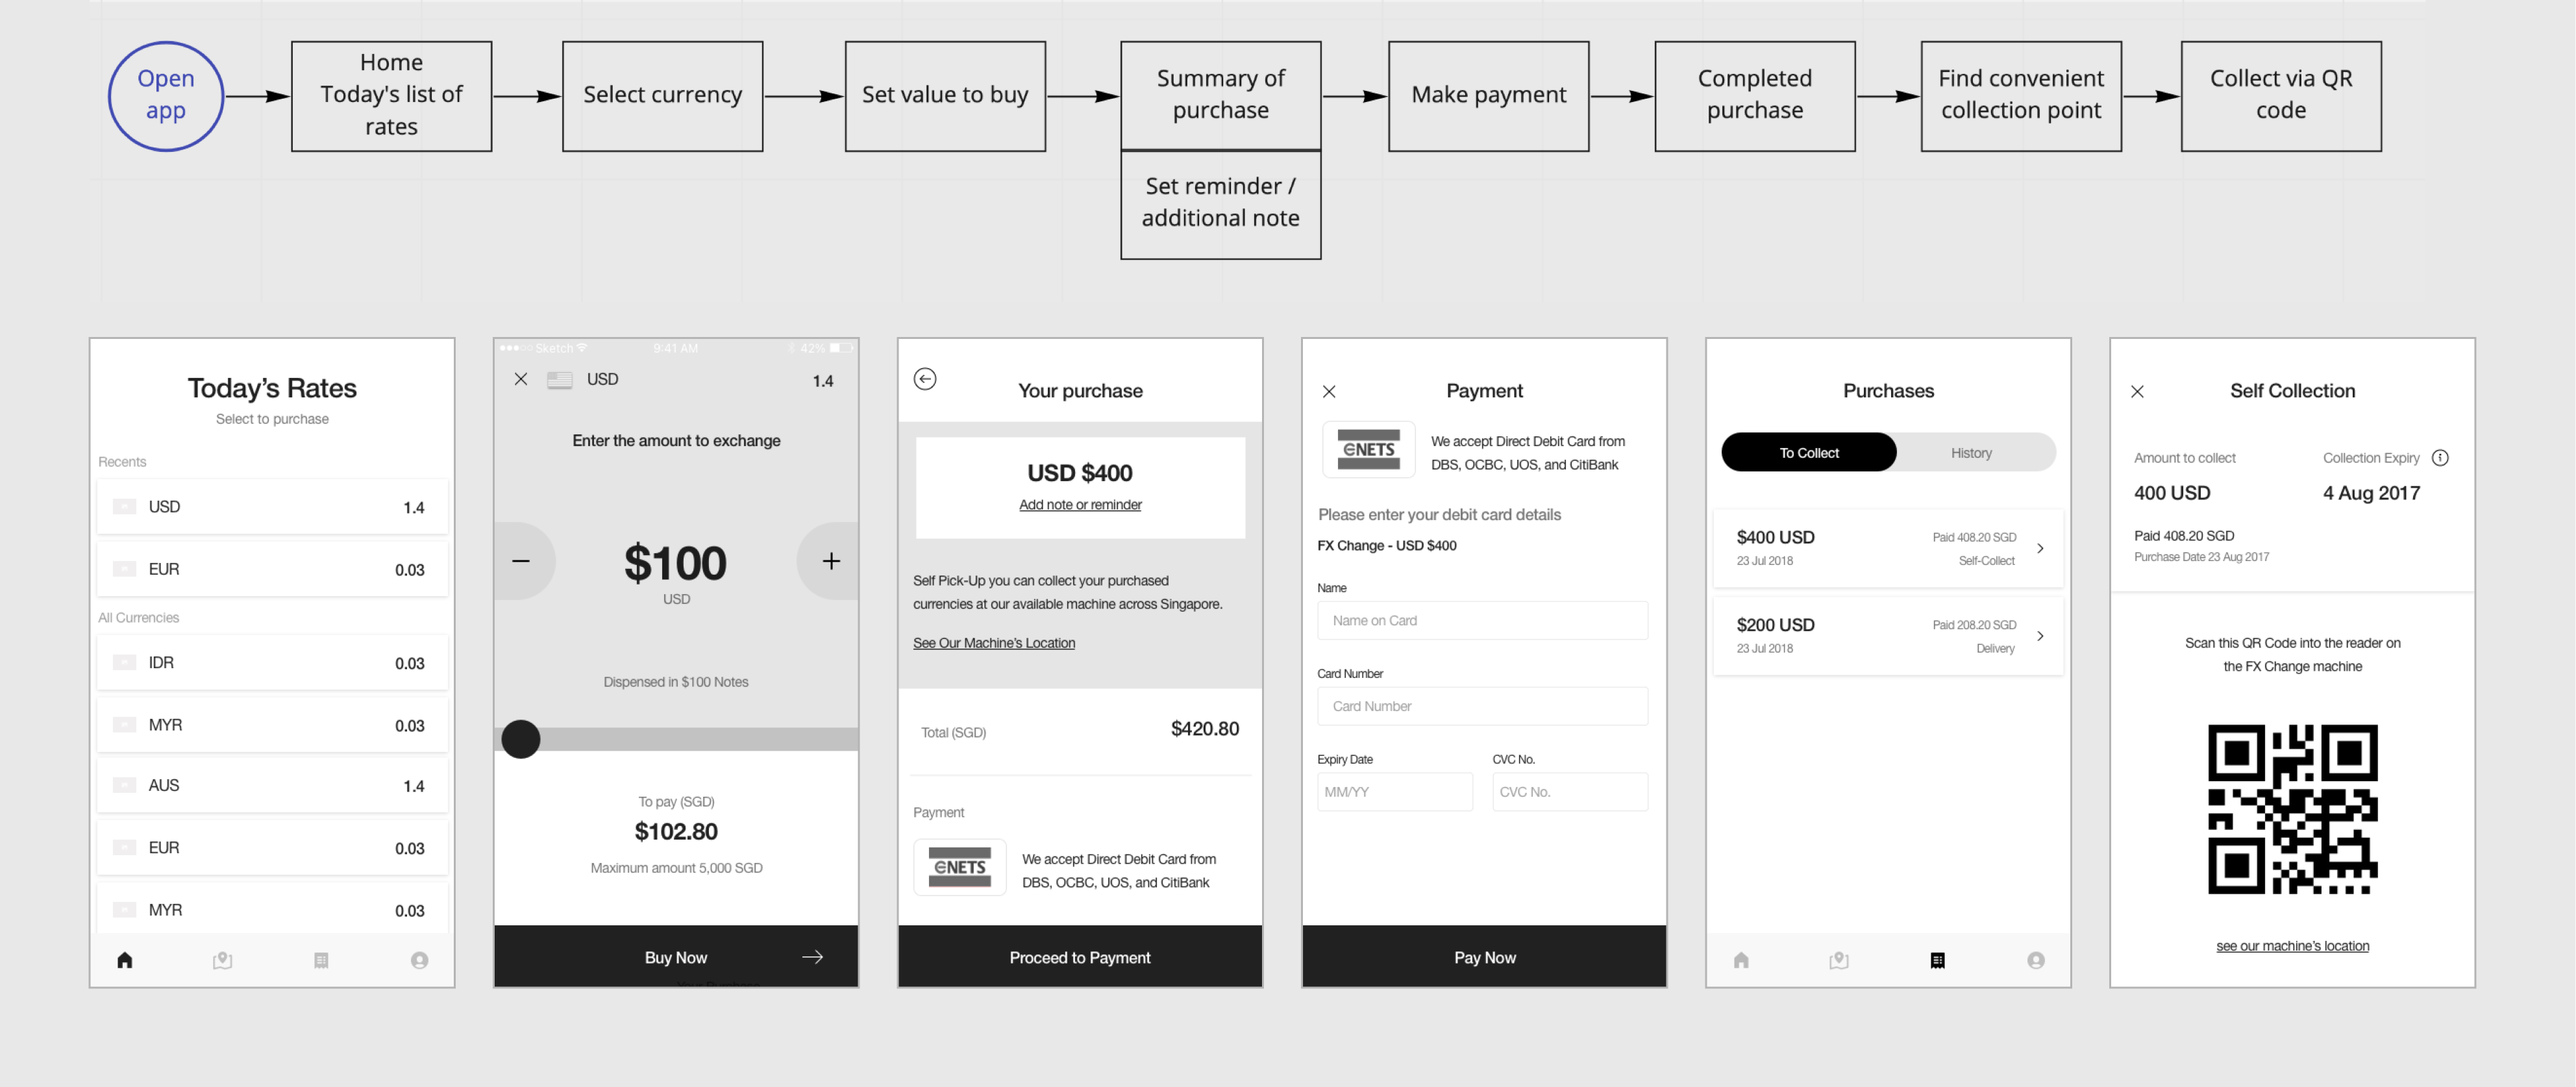 Open
app
Home
Today's list of
rates
Select currency
Set value to buy
Summary of
purchase
Set reminder /
additional note
Make payment
Completed
purchase
Find convenient
collection point
Collect via QR
code
Today's Rates
Select to purchase
Recents
USD 1.4
EUR 0.03
All Currencies
IDR 0.03
MYR 0.03
AUS 1.4
EUR 0.03
MYR 0.03
Sketch 9:41 AM 42%
USD 1.4
Enter the amount to exchange
− $100 +
USD
Dispensed in $100 Notes
To pay (SGD)
$102.80
Maximum amount 5,000 SGD
Buy Now
Your purchase
USD $400
Add note or reminder
Self Pick-Up you can collect your purchased
currencies at our available machine across Singapore.
See Our Machine's Location
Total (SGD) $420.80
Payment
eNETS
We accept Direct Debit Card from
DBS, OCBC, UOS, and CitiBank
Proceed to Payment
Payment
eNETS
We accept Direct Debit Card from
DBS, OCBC, UOS, and CitiBank
Please enter your debit card details
FX Change - USD $400
Name
Name on Card
Card Number
Card Number
Expiry Date CVC No.
MM/YY CVC No.
Pay Now
Purchases
To Collect History
$400 USD Paid 408.20 SGD
23 Jul 2018 Self-Collect
$200 USD Paid 208.20 SGD
23 Jul 2018 Delivery
Self Collection
Amount to collect Collection Expiry
400 USD 4 Aug 2017
Paid 408.20 SGD
Purchase Date 23 Aug 2017
Scan this QR Code into the reader on
the FX Change machine
see our machine's location